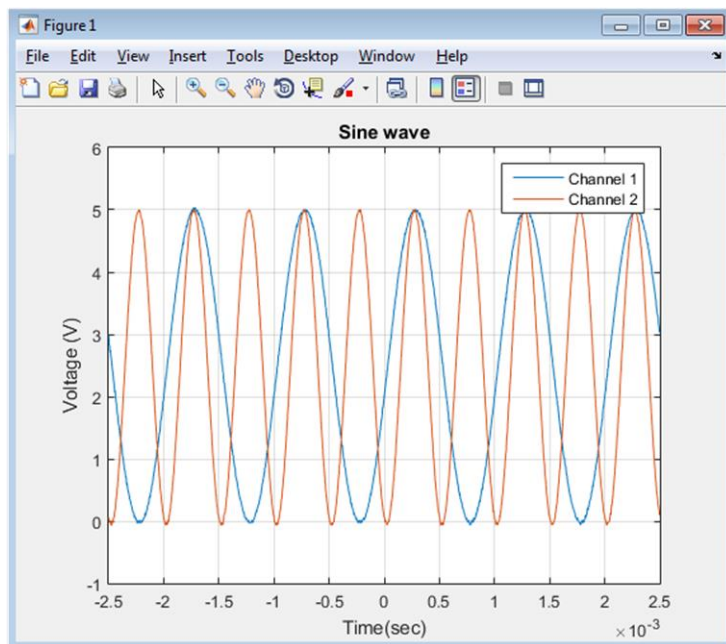 Figure 1
File Edit View Insert Tools Desktop Window Help
Sine wave
Channel 1
Channel 2
6
5
4
3
2
1
0
-1
Voltage (V)
-2.5 -2 -1.5 -1 -0.5 0 0.5 1 1.5 2 2.5
Time(sec)
×10⁻³